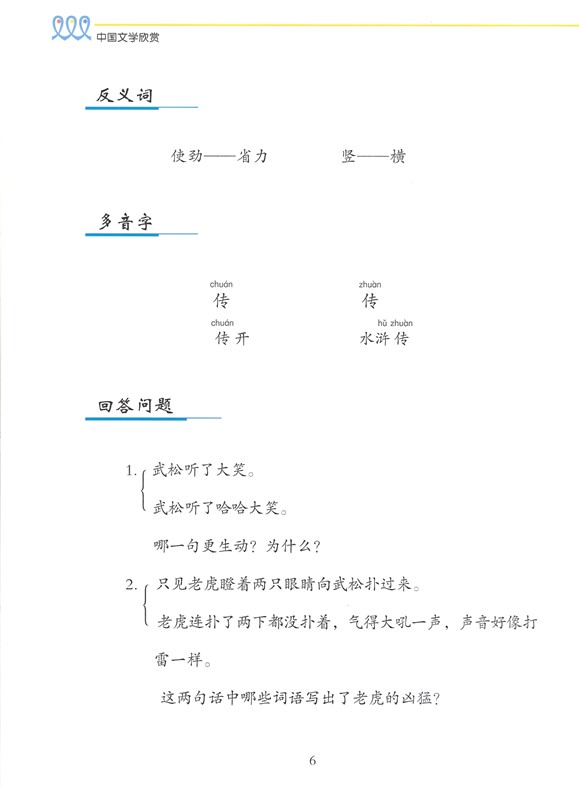 中国文学欣赏
反义词
使劲——省力 竖——横
多音字
chuán zhuàn
传 传
chuán hǔ zhuàn
传开 水浒传
回答问题
1. 武松听了大笑。
武松听了哈哈大笑。
哪一句更生动？为什么？
2. 只见老虎瞪着两只眼睛向武松扑过来。
老虎连扑了两下都没扑着，气得大吼一声，声音好像打
雷一样。
这两句话中哪些词语写出了老虎的凶猛？
6